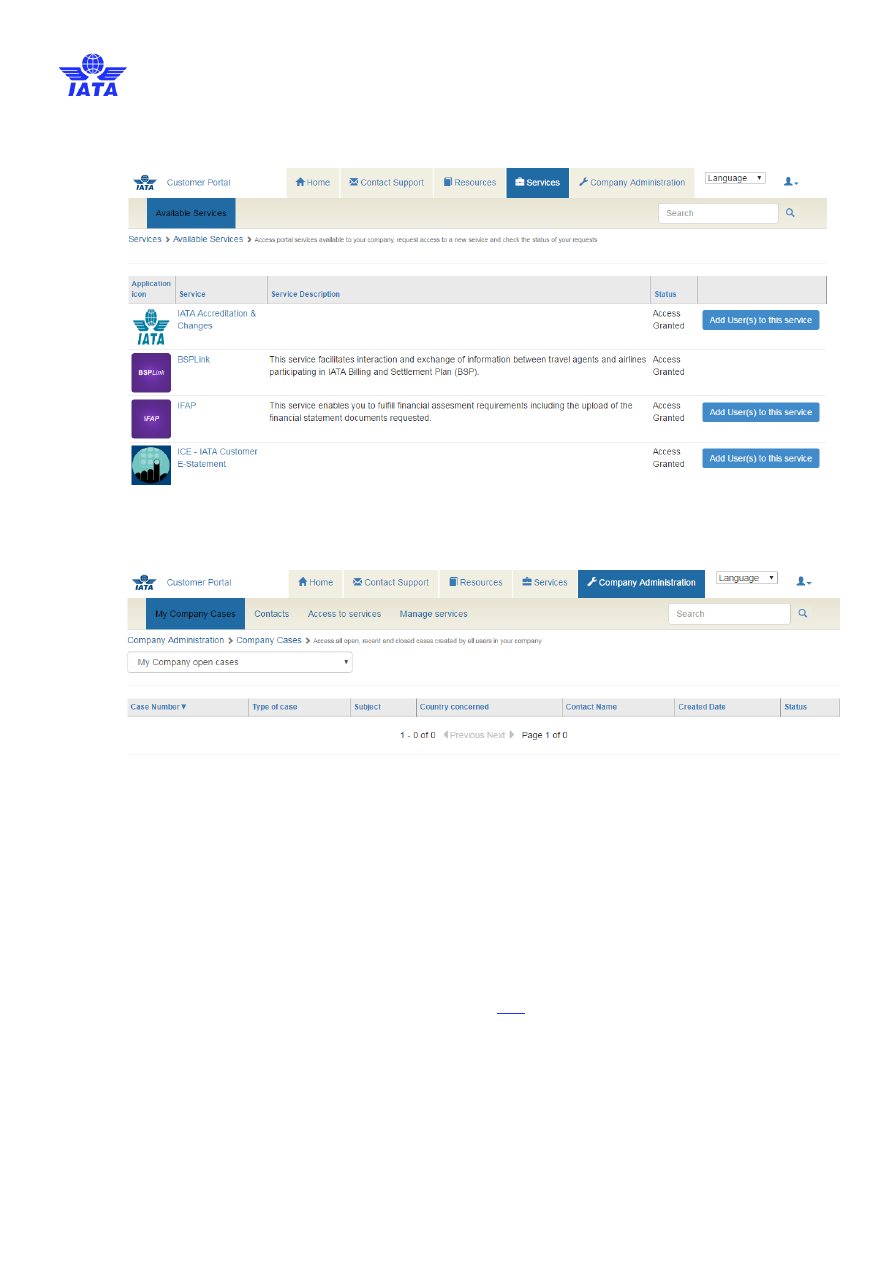 IATA
IATA Customer Portal Home Contact Support Resources Services Company Administration Language
Available Services Search
Services Available Services Access portal services available to your company, request access to a new service and check the status of your requests
Application icon Service Service Description Status
IATA IATA Accreditation & Changes Access Granted Add User(s) to this service
BSPLink BSPLink This service facilitates interaction and exchange of information between travel agents and airlines participating in IATA Billing and Settlement Plan (BSP). Access Granted
IFAP IFAP This service enables you to fulfill financial assesment requirements including the upload of the financial statement documents requested. Access Granted Add User(s) to this service
ICE - IATA Customer E-Statement Access Granted Add User(s) to this service
IATA Customer Portal Home Contact Support Resources Services Company Administration Language
My Company Cases Contacts Access to services Manage services Search
Company Administration Company Cases Access all open, recent and closed cases created by all users in your company
My Company open cases
Case Number Type of case Subject Country concerned Contact Name Created Date Status
1 - 0 of 0 Previous Next Page 1 of 0